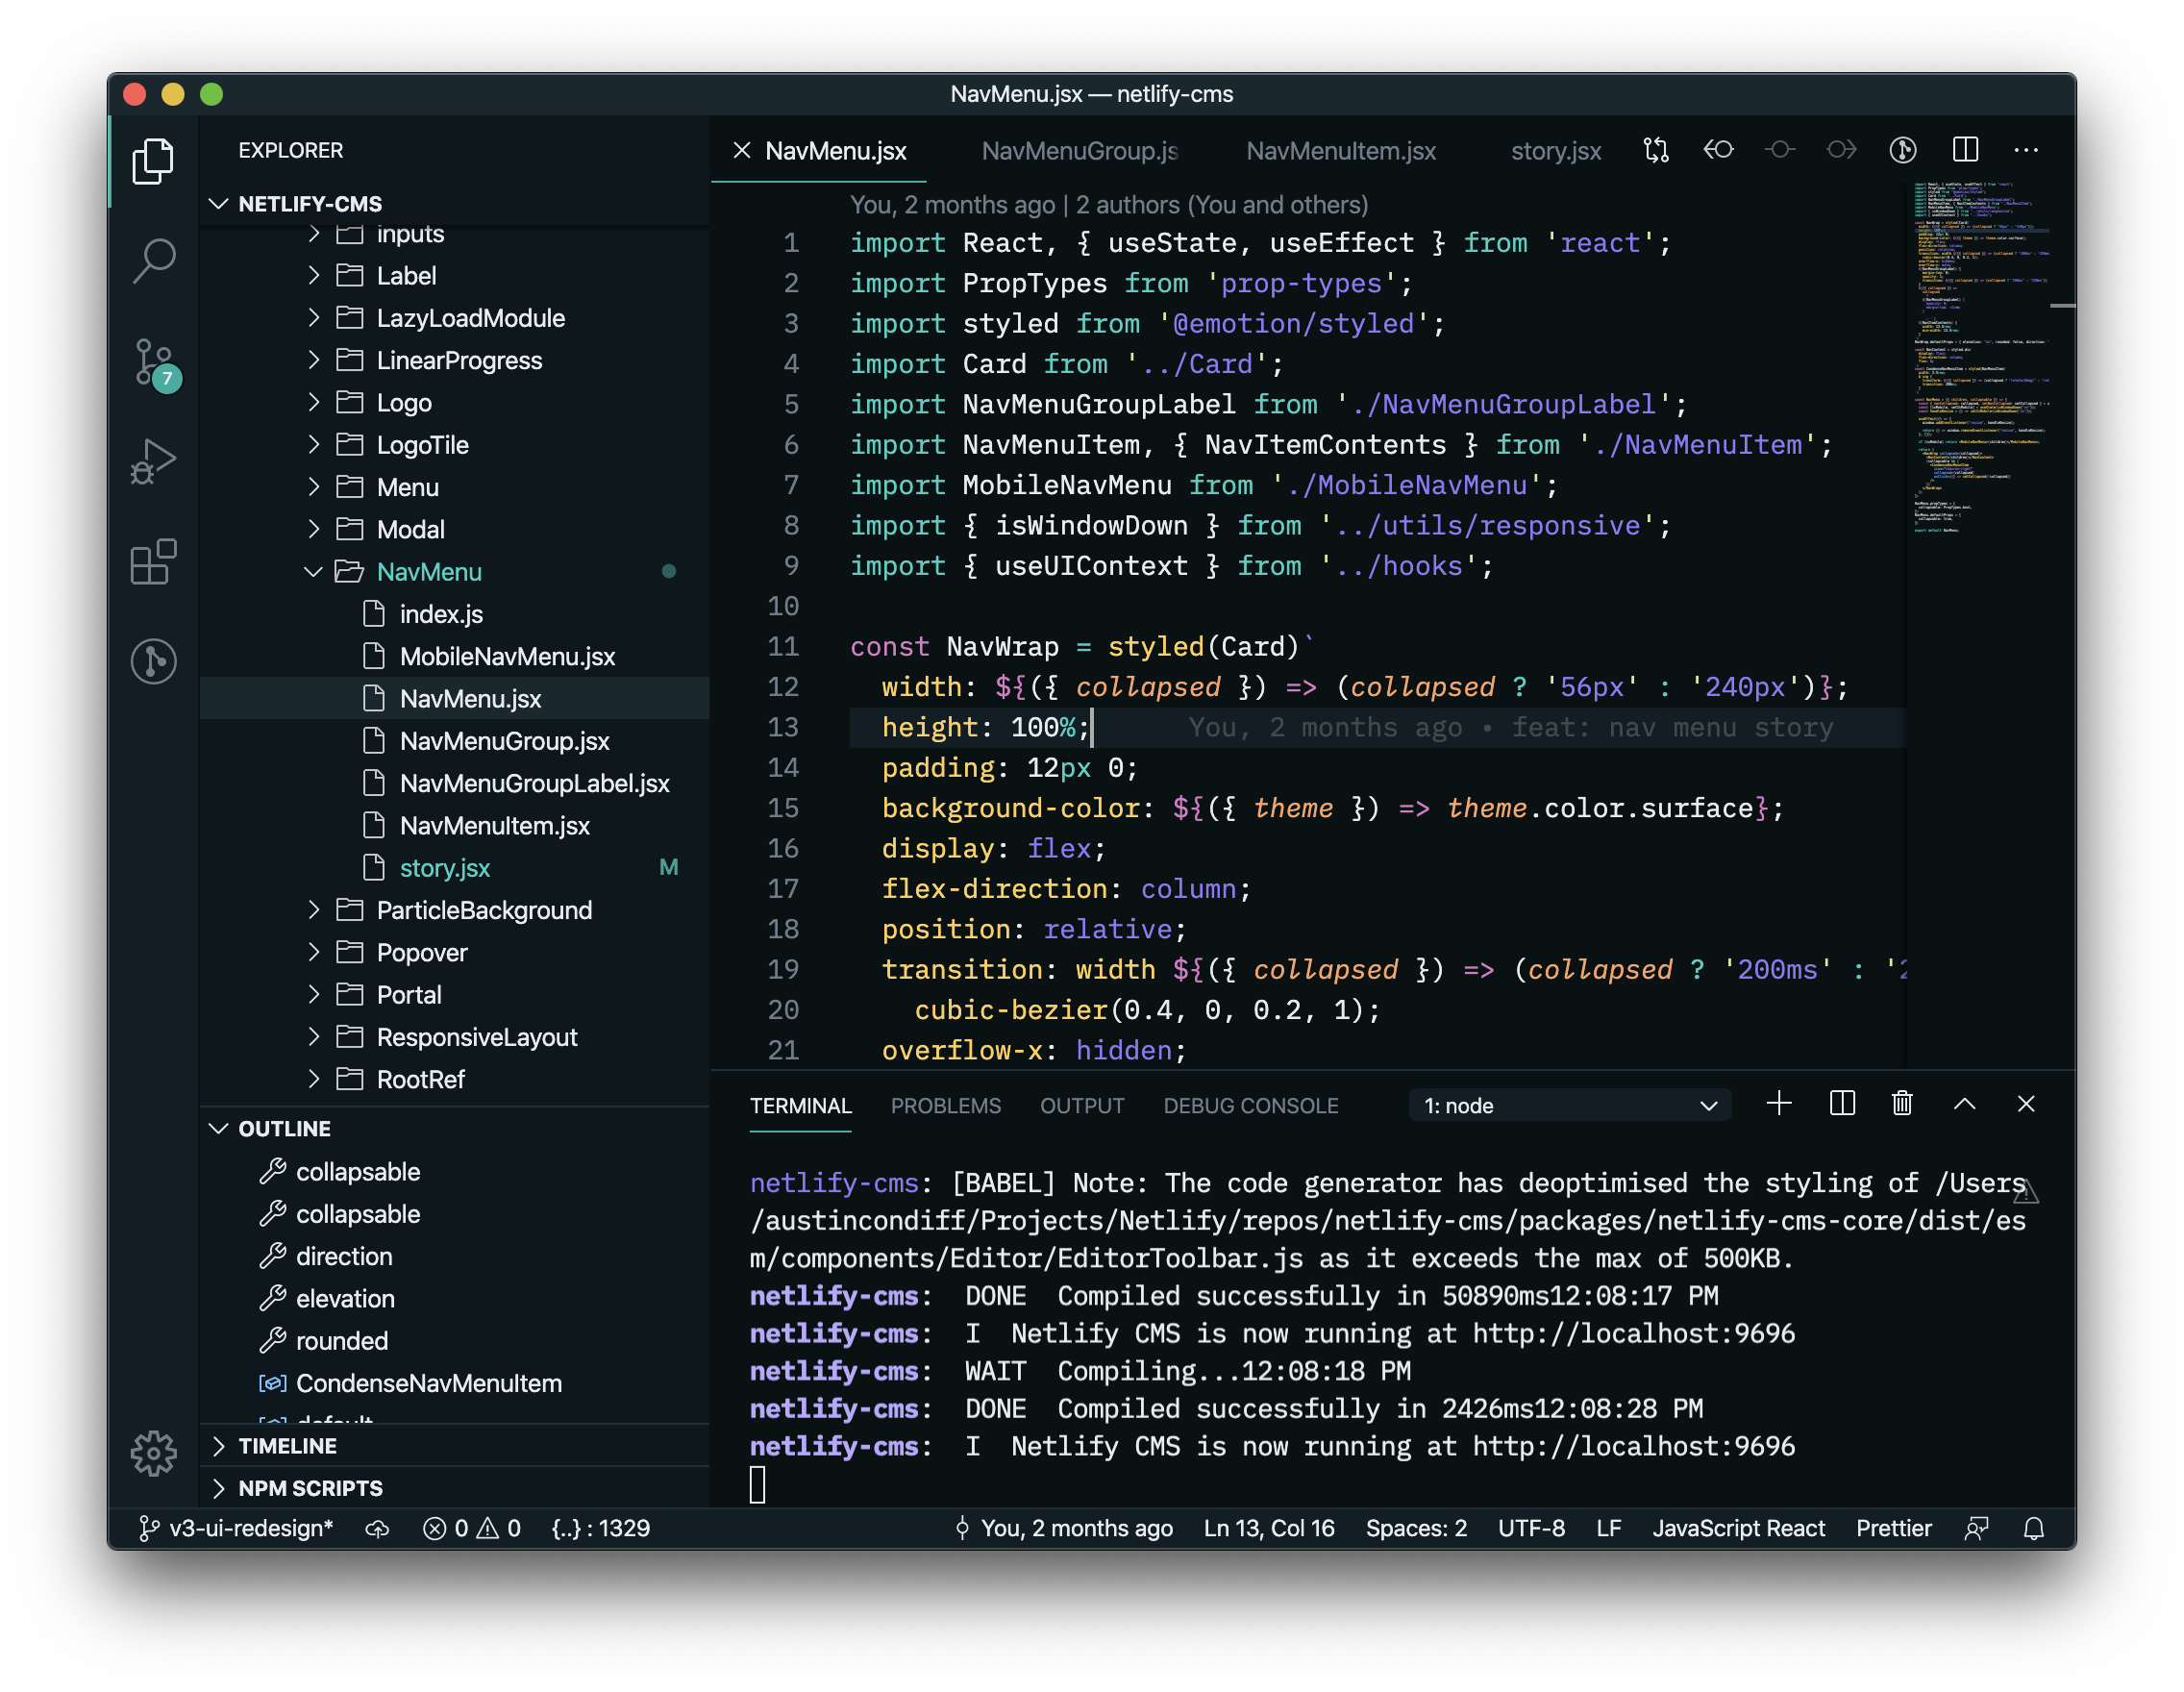 NavMenu.jsx — netlify-cms
EXPLORER
NETLIFY-CMS
inputs
Label
LazyLoadModule
LinearProgress
Logo
LogoTile
Menu
Modal
NavMenu
index.js
MobileNavMenu.jsx
NavMenu.jsx
NavMenuGroup.jsx
NavMenuGroupLabel.jsx
NavMenuItem.jsx
story.jsx M
ParticleBackground
Popover
Portal
ResponsiveLayout
RootRef
OUTLINE
collapsable
collapsable
direction
elevation
rounded
CondenseNavMenuItem
default
TIMELINE
NPM SCRIPTS
7
NavMenu.jsx NavMenuGroup.js NavMenuItem.jsx story.jsx
You, 2 months ago | 2 authors (You and others)
1 import React, { useState, useEffect } from 'react';
2 import PropTypes from 'prop-types';
3 import styled from '@emotion/styled';
4 import Card from '../Card';
5 import NavMenuGroupLabel from './NavMenuGroupLabel';
6 import NavMenuItem, { NavItemContents } from './NavMenuItem';
7 import MobileNavMenu from './MobileNavMenu';
8 import { isWindowDown } from '../utils/responsive';
9 import { useUIContext } from '../hooks';
10
11 const NavWrap = styled(Card)`
12 width: ${({ collapsed }) => (collapsed ? '56px' : '240px')};
13 height: 100%; You, 2 months ago • feat: nav menu story
14 padding: 12px 0;
15 background-color: ${({ theme }) => theme.color.surface};
16 display: flex;
17 flex-direction: column;
18 position: relative;
19 transition: width ${({ collapsed }) => (collapsed ? '200ms' : '2
20 cubic-bezier(0.4, 0, 0.2, 1);
21 overflow-x: hidden;
TERMINAL PROBLEMS OUTPUT DEBUG CONSOLE 1: node
netlify-cms: [BABEL] Note: The code generator has deoptimised the styling of /Users
/austincondiff/Projects/Netlify/repos/netlify-cms/packages/netlify-cms-core/dist/es
m/components/Editor/EditorToolbar.js as it exceeds the max of 500KB.
netlify-cms: DONE Compiled successfully in 50890ms12:08:17 PM
netlify-cms: I Netlify CMS is now running at http://localhost:9696
netlify-cms: WAIT Compiling...12:08:18 PM
netlify-cms: DONE Compiled successfully in 2426ms12:08:28 PM
netlify-cms: I Netlify CMS is now running at http://localhost:9696
v3-ui-redesign* 0 0 {..} : 1329 You, 2 months ago Ln 13, Col 16 Spaces: 2 UTF-8 LF JavaScript React Prettier